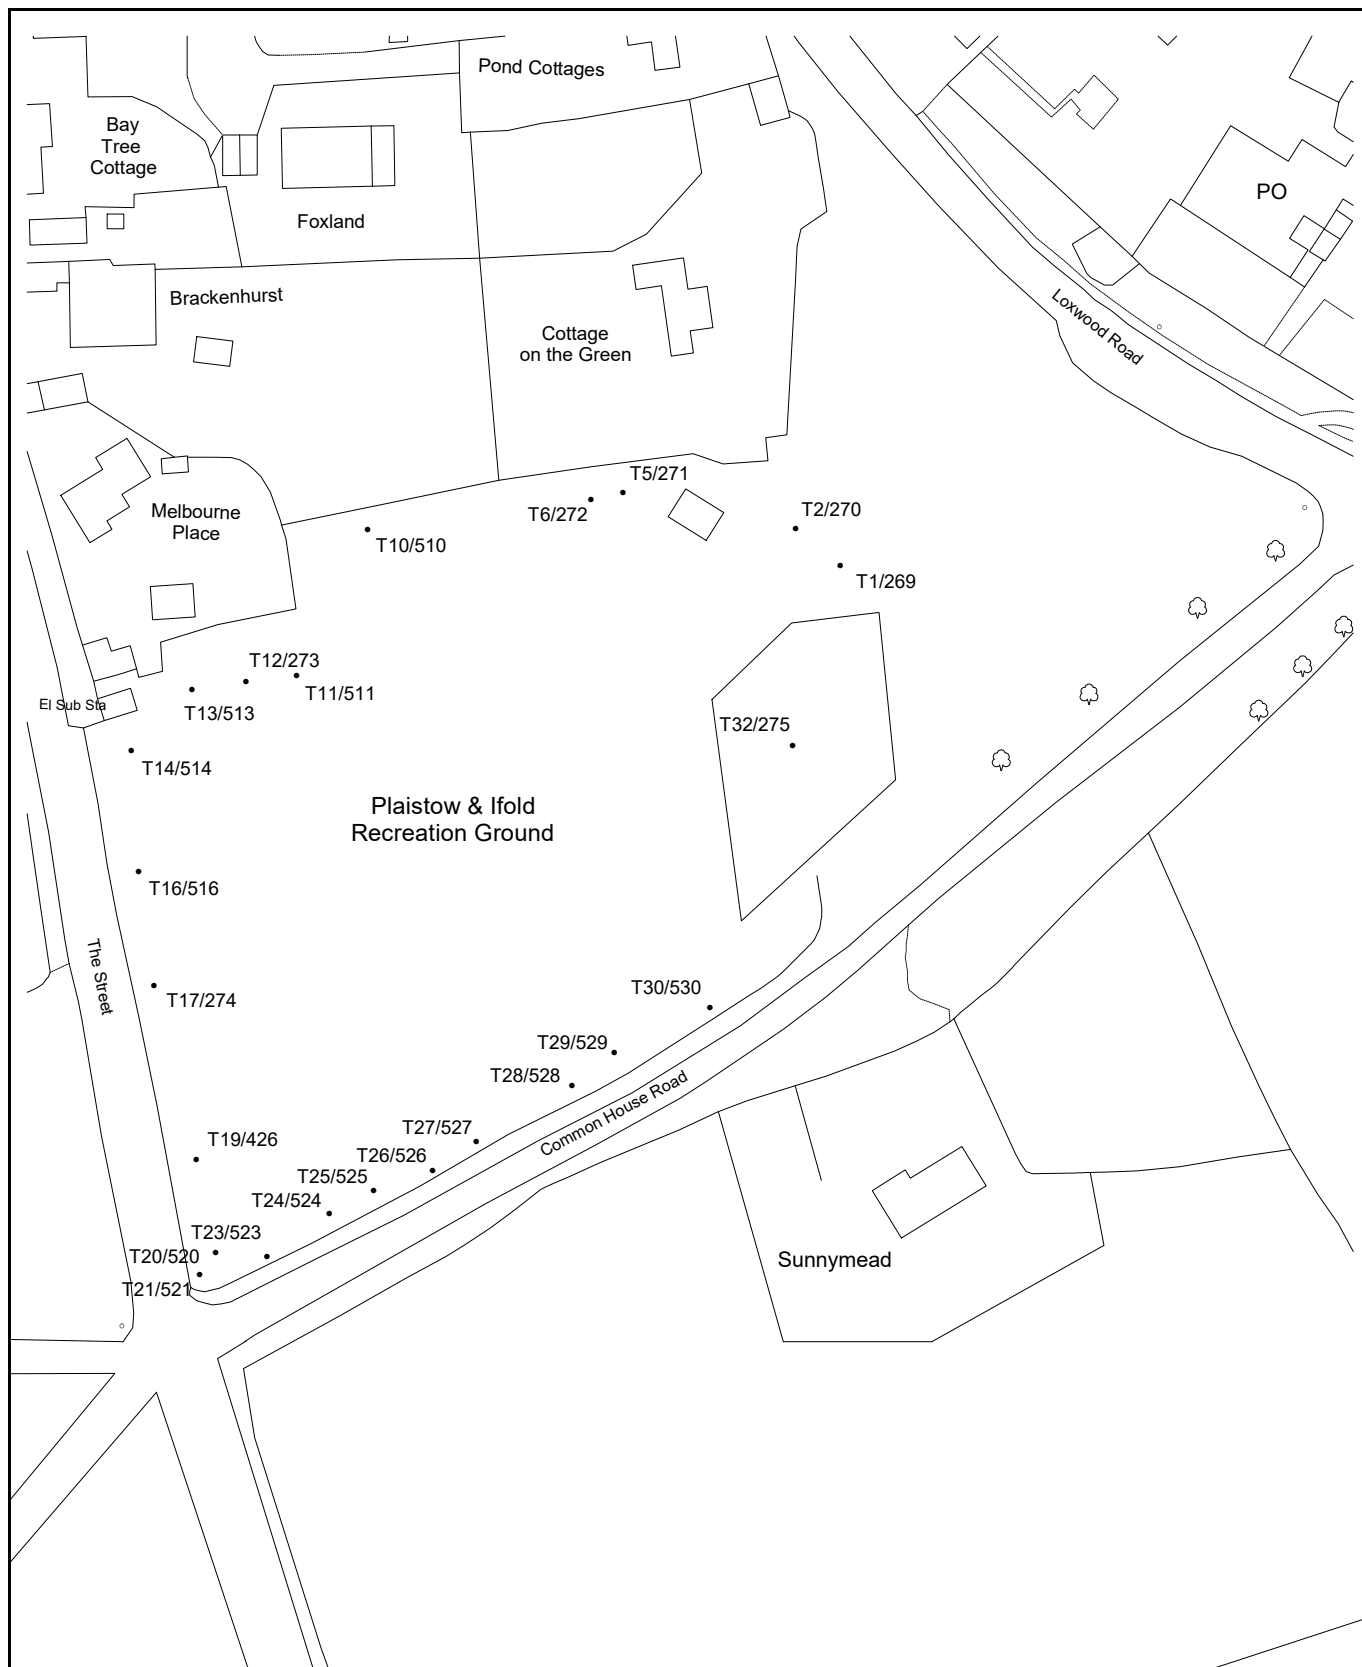 Pond Cottages
Bay
Tree
Cottage
PO
Foxland
Brackenhurst
Loxwood Road
Cottage
on the Green
T5/271
T6/272
T2/270
Melbourne
Place
T10/510
T1/269
T12/273
T11/511
El Sub Sta
T13/513
T32/275
T14/514
Plaistow & Ifold
Recreation Ground
T16/516
The Street
T17/274
T30/530
T29/529
T28/528
Common House Road
T27/527
T19/426
T26/526
T25/525
T24/524
T23/523
T20/520
T21/521
Sunnymead